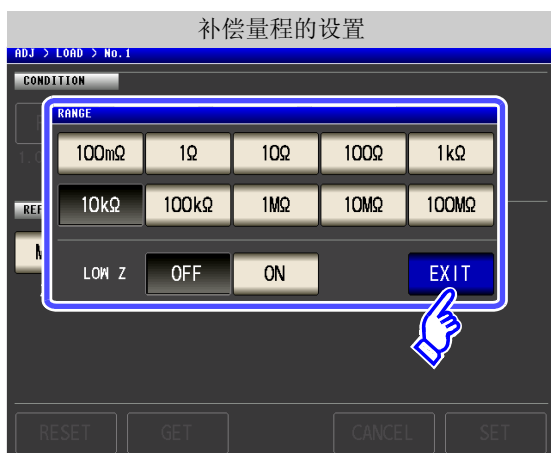 补偿量程的设置
ADJ > LOAD > No.1
CONDITION
RANGE
100mΩ 1Ω 10Ω 100Ω 1kΩ
10kΩ 100kΩ 1MΩ 10MΩ 100MΩ
LOW Z OFF ON EXIT
RESET GET CANCEL SET